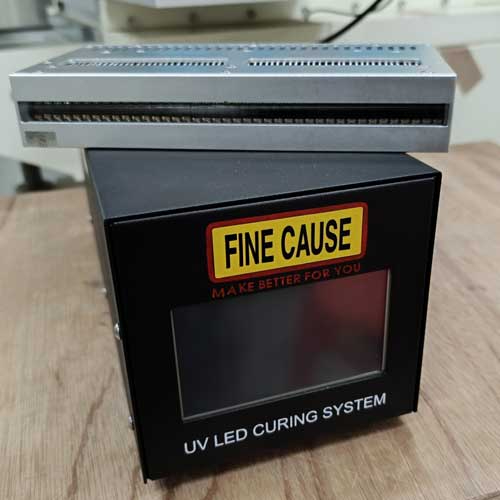 FINE CAUSE
MAKE BETTER FOR YOU
UV LED CURING SYSTEM